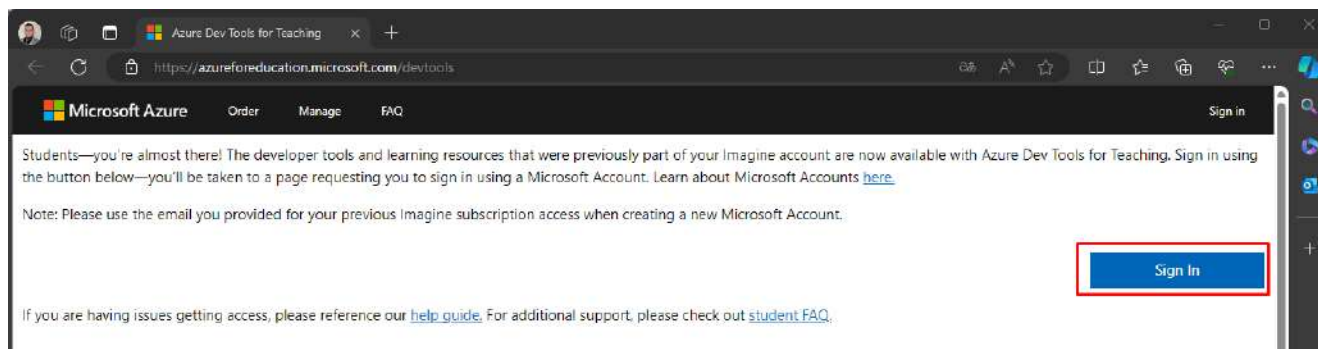 Azure Dev Tools for Teaching
https://azureforeducation.microsoft.com/devtools
Microsoft Azure Order Manage FAQ Sign in
Students—you're almost there! The developer tools and learning resources that were previously part of your Imagine account are now available with Azure Dev Tools for Teaching. Sign in using
the button below—you'll be taken to a page requesting you to sign in using a Microsoft Account. Learn about Microsoft Accounts here.
Note: Please use the email you provided for your previous Imagine subscription access when creating a new Microsoft Account.
Sign In
If you are having issues getting access, please reference our help guide. For additional support, please check out student FAQ.